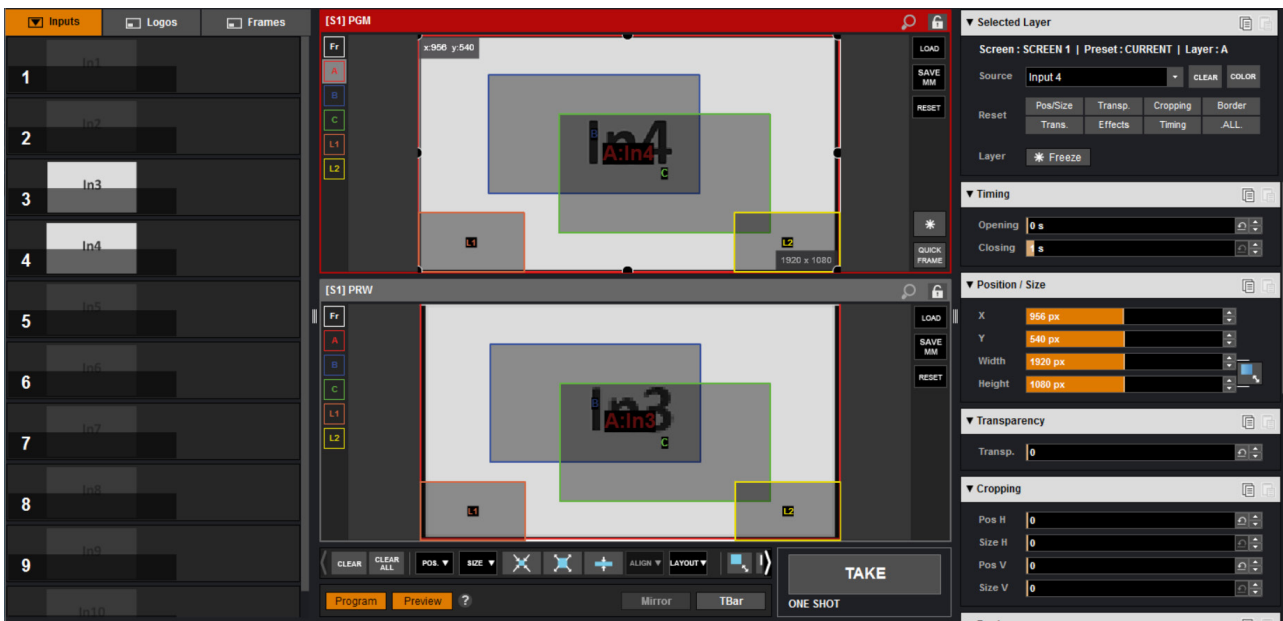 Inputs
Logos
Frames
1
In1
2
In2
3
In3
4
In4
5
In5
6
In6
7
In7
8
In8
9
In9
In10
[S1] PGM
Fr
A
B
C
L1
L2
x:956 y:540
In4
B
A:In4
C
L1
L2
1920 x 1080
LOAD
SAVE
MM
RESET
QUICK
FRAME
[S1] PRW
Fr
A
B
C
L1
L2
In3
B
A:In3
C
L1
L2
LOAD
SAVE
MM
RESET
CLEAR
CLEAR
ALL
POS.
SIZE
ALIGN
LAYOUT
Program
Preview
?
Mirror
TBar
TAKE
ONE SHOT
Selected Layer
Screen : SCREEN 1 | Preset : CURRENT | Layer : A
Source Input 4 CLEAR COLOR
Reset
Pos/Size Transp. Cropping Border
Trans. Effects Timing .ALL.
Layer Freeze
Timing
Opening 0 s
Closing 1 s
Position / Size
X 956 px
Y 540 px
Width 1920 px
Height 1080 px
Transparency
Transp. 0
Cropping
Pos H 0
Size H 0
Pos V 0
Size V 0